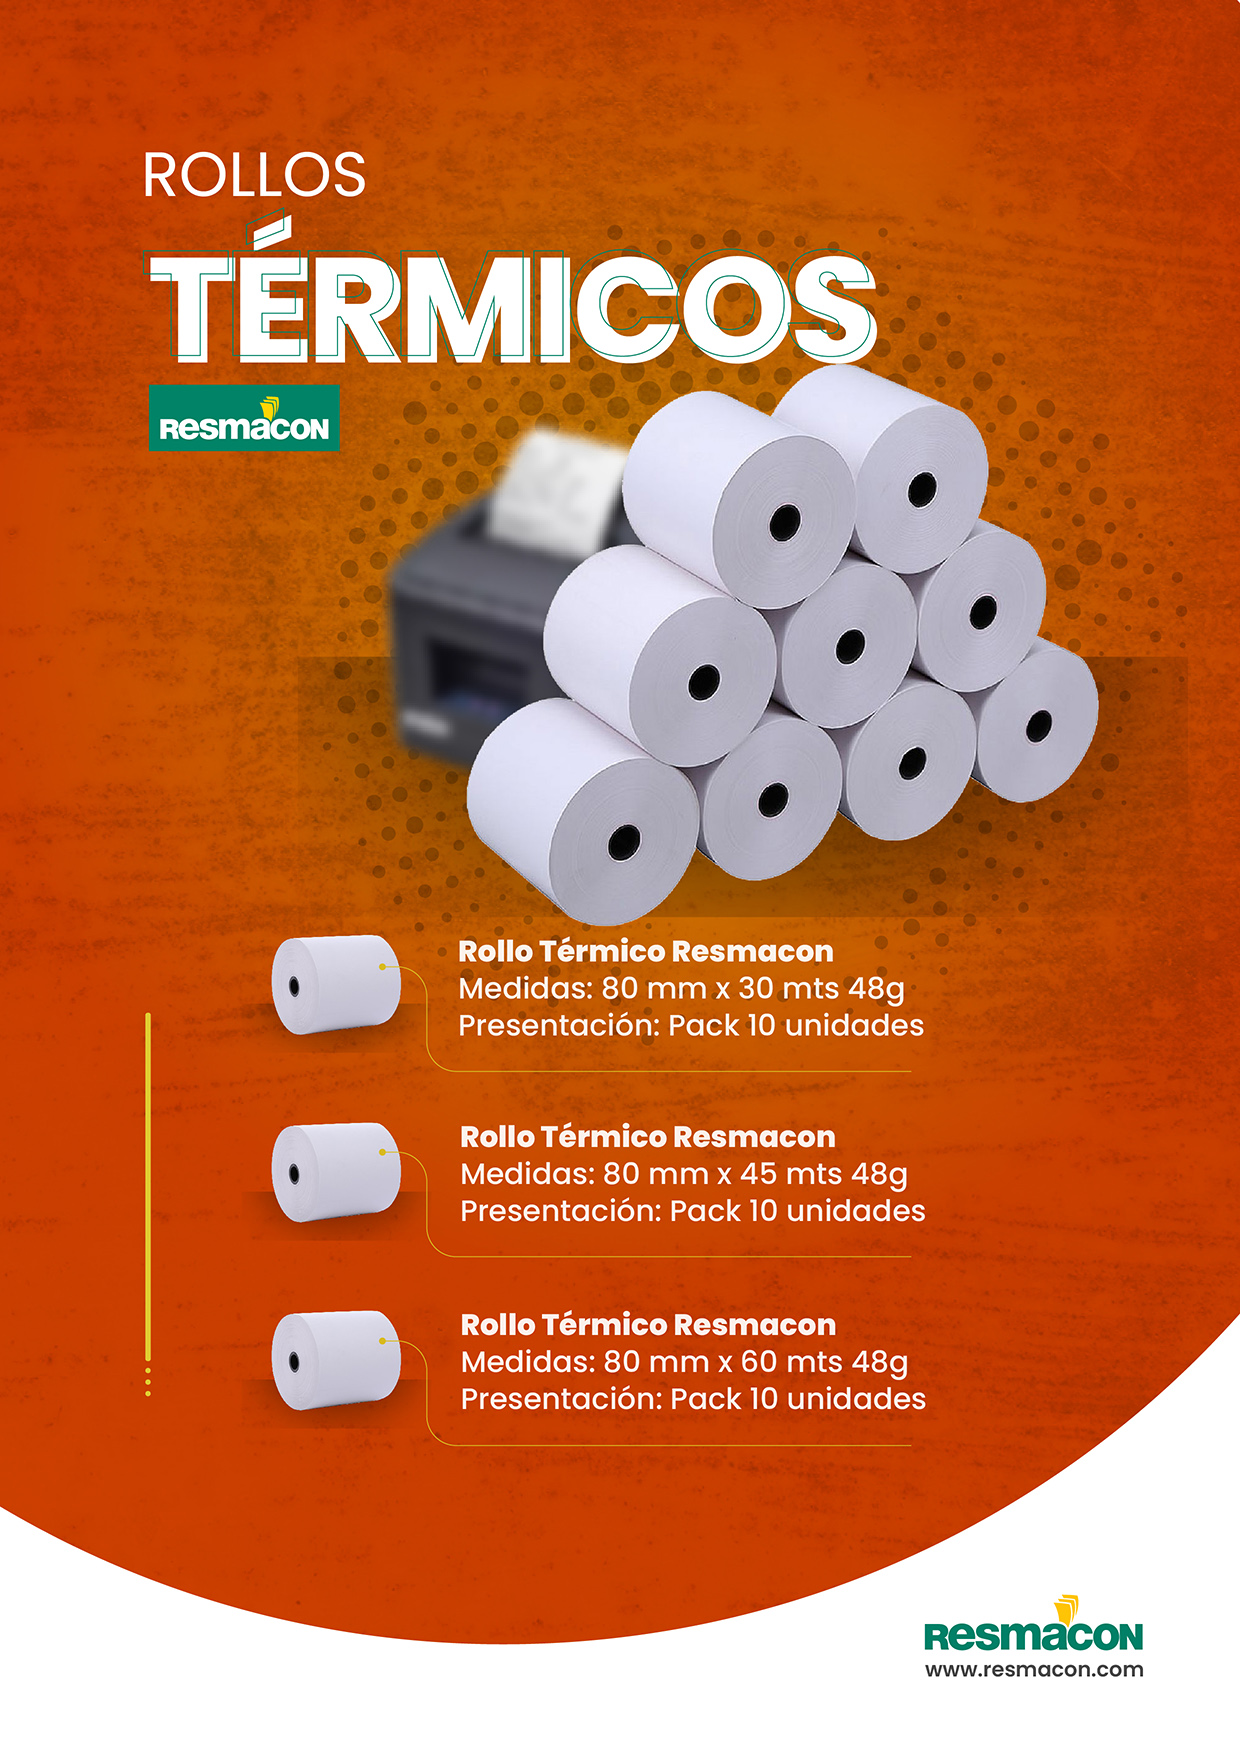 ROLLOS
TÉRMICOS
RESMACON
Rollo Térmico Resmacon
Medidas: 80 mm x 30 mts 48g
Presentación: Pack 10 unidades
Rollo Térmico Resmacon
Medidas: 80 mm x 45 mts 48g
Presentación: Pack 10 unidades
Rollo Térmico Resmacon
Medidas: 80 mm x 60 mts 48g
Presentación: Pack 10 unidades
RESMACON
www.resmacon.com